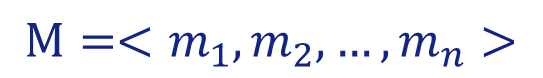 M =< m₁, m₂, …, mₙ >